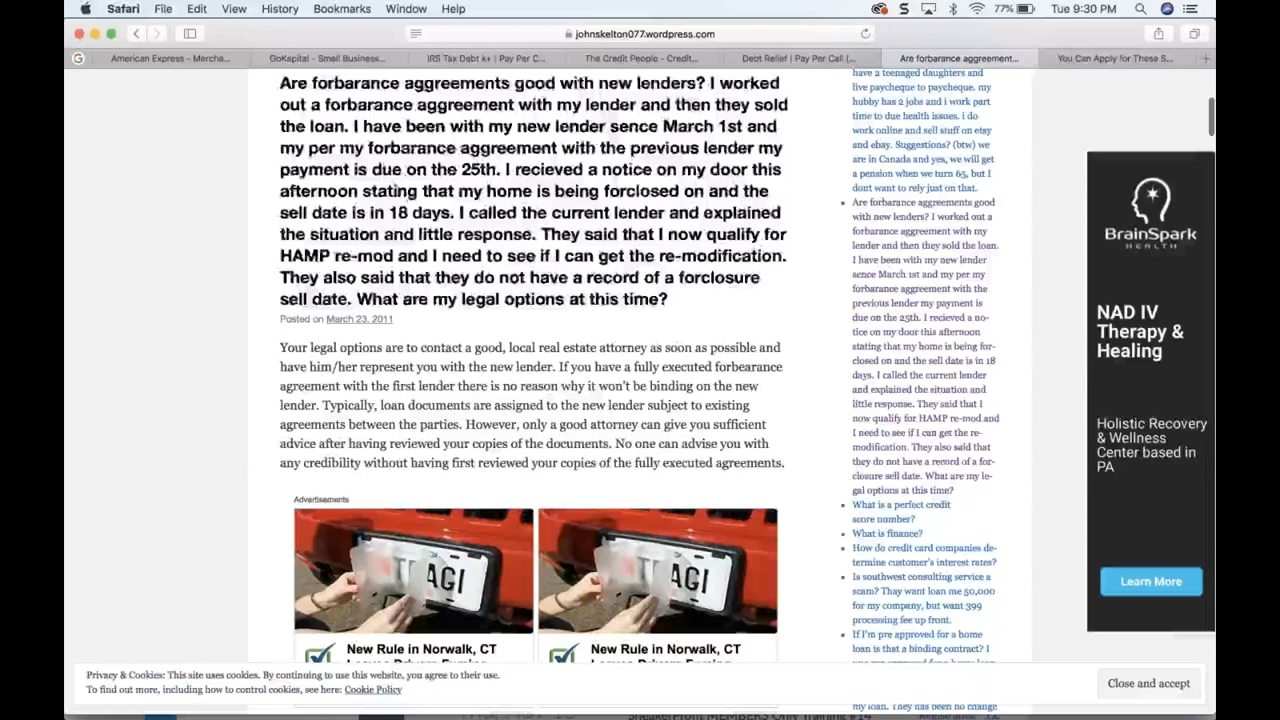 Safari File Edit View History Bookmarks Window Help 77% Tue 9:30 PM
johnskelton077.wordpress.com
American Express - Mercha...
GoKapital - Small Business...
IRS Tax Debt k+ | Pay Per C...
The Credit People - Credit...
Debt Relief | Pay Per Call (...
Are forbarance aggreement...
You Can Apply for These S...
Are forbarance aggreements good with new lenders? I worked
out a forbarance aggreement with my lender and then they sold
the loan. I have been with my new lender sence March 1st and
my per my forbarance aggreement with the previous lender my
payment is due on the 25th. I recieved a notice on my door this
afternoon stating that my home is being forclosed on and the
sell date is in 18 days. I called the current lender and explained
the situation and little response. They said that I now qualify for
HAMP re-mod and I need to see if I can get the re-modification.
They also said that they do not have a record of a forclosure
sell date. What are my legal options at this time?
Posted on March 23, 2011
Your legal options are to contact a good, local real estate attorney as soon as possible and
have him/her represent you with the new lender. If you have a fully executed forbearance
agreement with the first lender there is no reason why it won't be binding on the new
lender. Typically, loan documents are assigned to the new lender subject to existing
agreements between the parties. However, only a good attorney can give you sufficient
advice after having reviewed your copies of the documents. No one can advise you with
any credibility without having first reviewed your copies of the fully executed agreements.
Advertisements
AGI
New Rule in Norwalk, CT
AGI
New Rule in Norwalk, CT
have 2 teenaged daughters and
live paycheque to paycheque. my
hubby has 2 jobs and i work part
time to due health issues. i do
work online and sell stuff on etsy
and ebay. Suggestions? (btw) we
are in Canada and yes, we will get
a pension when we turn 65, but I
dont want to rely just on that.
Are forbarance aggreements good
with new lenders? I worked out a
forbarance aggreement with my
lender and then they sold the loan.
I have been with my new lender
sence March 1st and my per my
forbarance aggreement with the
previous lender my payment is
due on the 25th. I recieved a no-
tice on my door this afternoon
stating that my home is being for-
closed on and the sell date is in 18
days. I called the current lender
and explained the situation and
little response. They said that I
now qualify for HAMP re-mod and
I need to see if I can get the re-
modification. They also said that
they do not have a record of a for-
closure sell date. What are my le-
gal options at this time?
What is a perfect credit
score number?
What is finance?
How do credit card companies de-
termine customer's interest rates?
Is southwest consulting service a
scam? Thay want loan me 50,000
for my company, but want 399
processing fee up front.
If I'm pre approved for a home
loan is that a binding contract? I
my loan. They has been no change
BrainSpark
HEALTH
NAD IV
Therapy &
Healing
Holistic Recovery
& Wellness
Center based in
PA
Learn More
Privacy & Cookies: This site uses cookies. By continuing to use this website, you agree to their use.
To find out more, including how to control cookies, see here: Cookie Policy
Close and accept